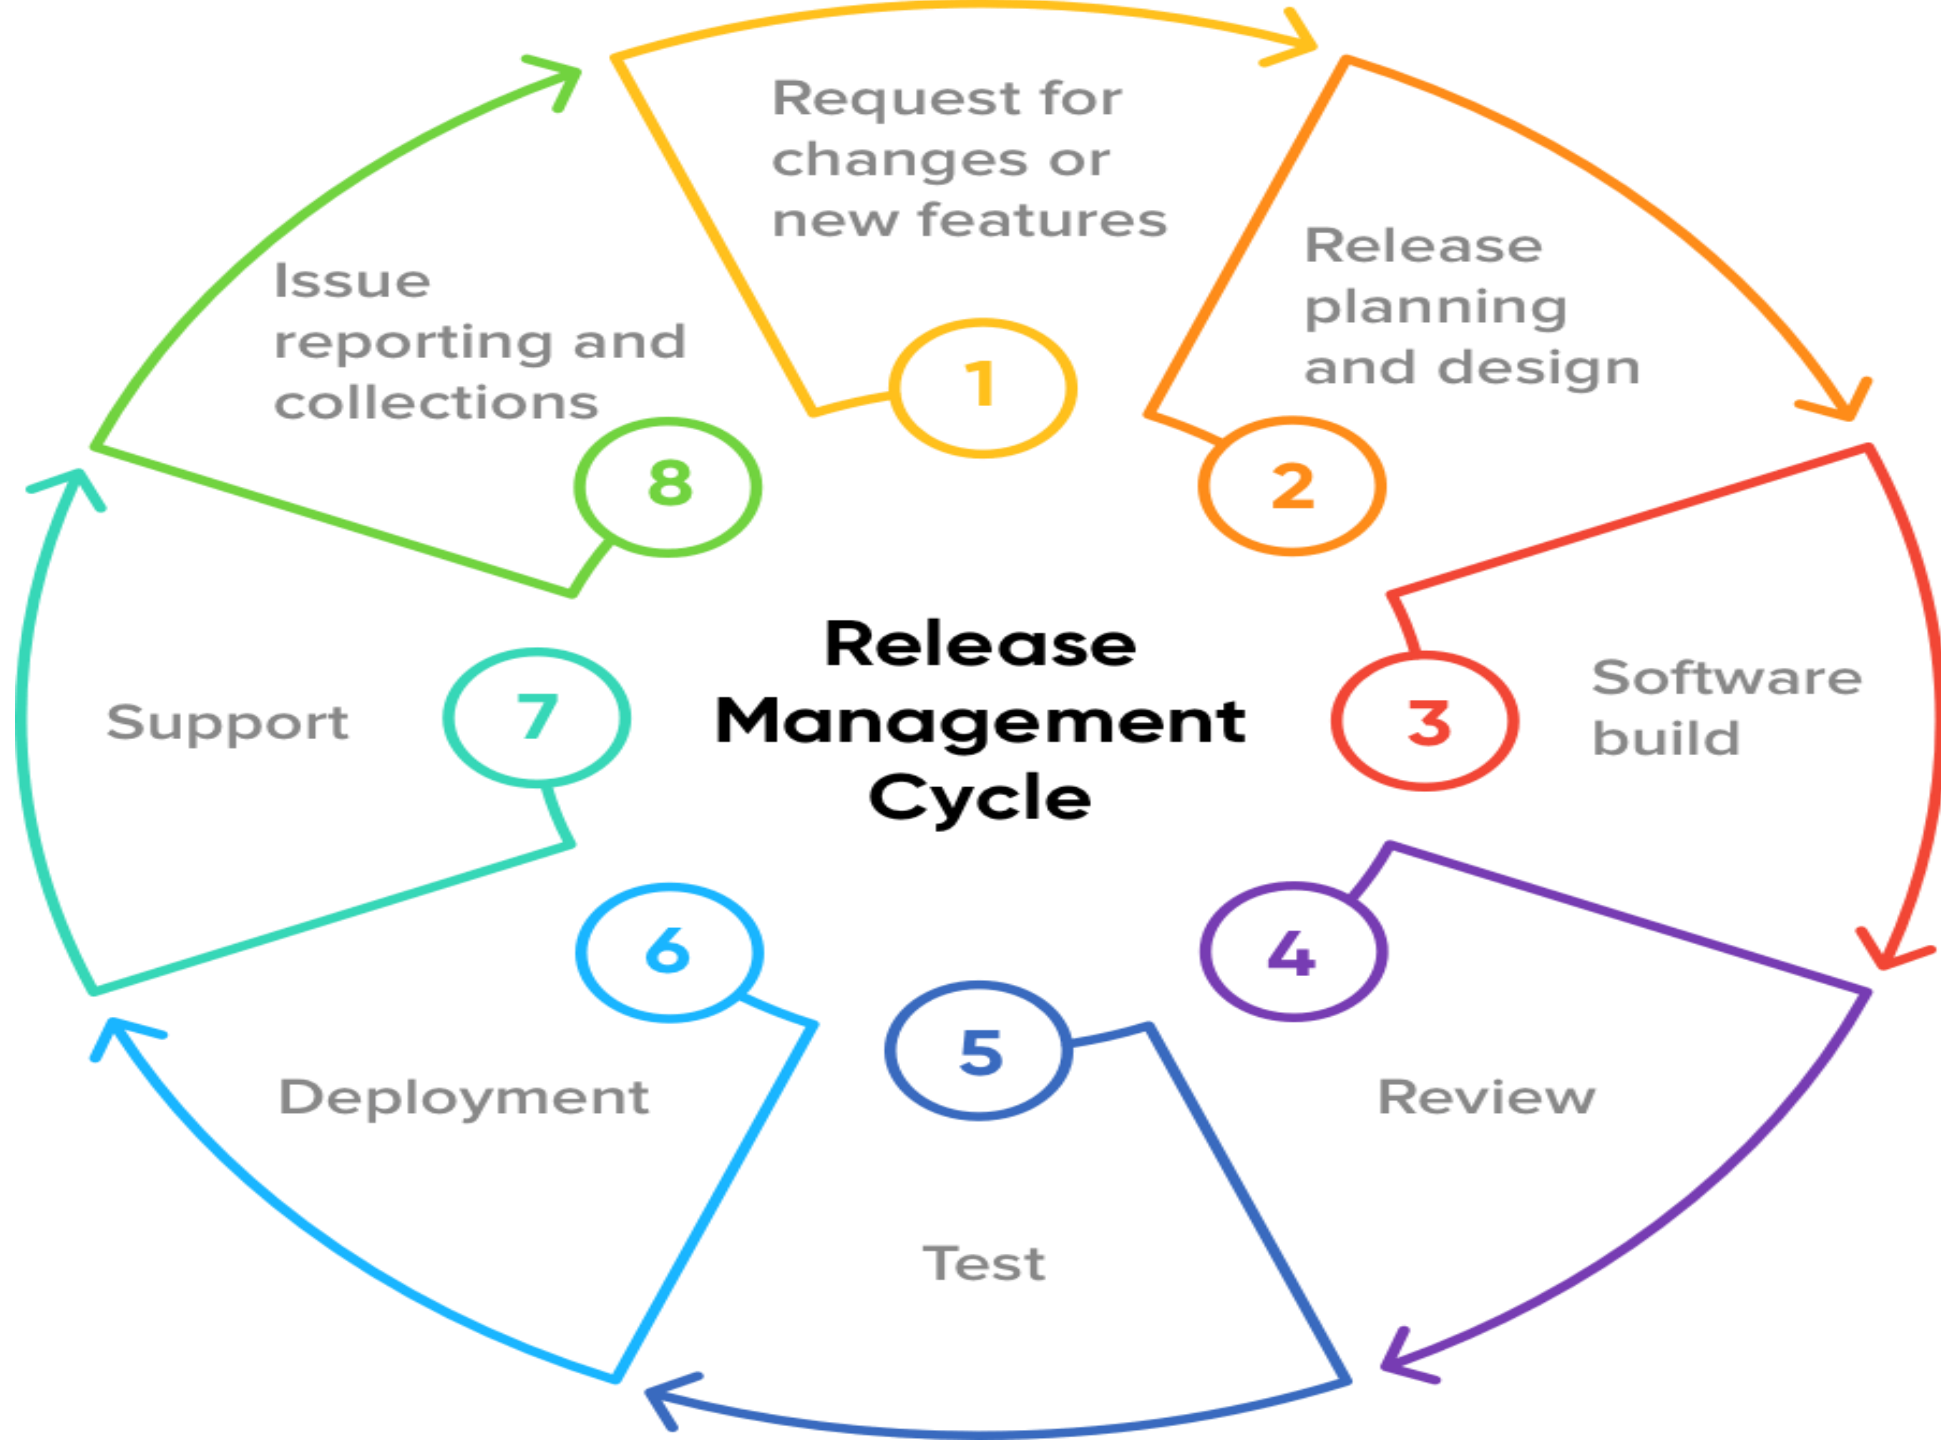 Request for
changes or
new features
1
Release
planning
and design
2
Software
build
3
Review
4
Test
5
Deployment
6
Support
7
Issue
reporting and
collections
8
Release
Management
Cycle